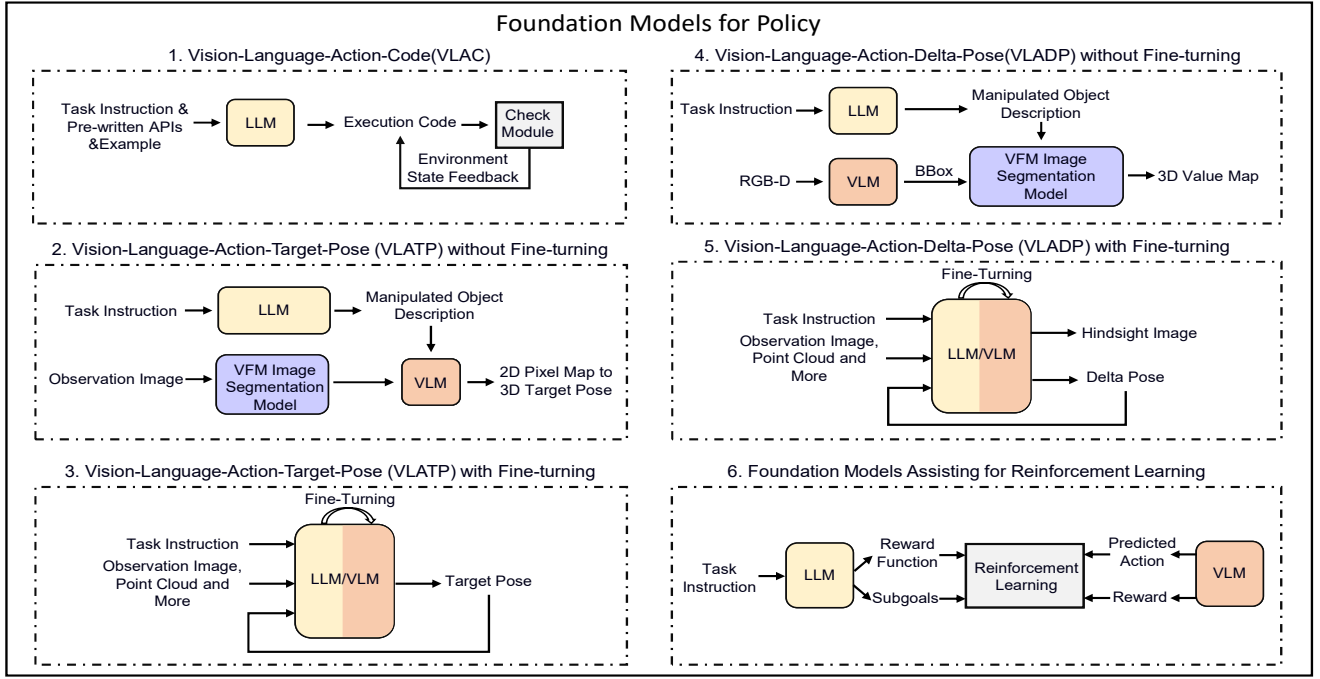 Foundation Models for Policy
1. Vision-Language-Action-Code(VLAC)
Task Instruction &
Pre-written APIs
&Example
LLM
Execution Code
Check
Module
Environment
State Feedback
2. Vision-Language-Action-Target-Pose (VLATP) without Fine-turning
Task Instruction
LLM
Manipulated Object
Description
Observation Image
VFM Image
Segmentation
Model
VLM
2D Pixel Map to
3D Target Pose
3. Vision-Language-Action-Target-Pose (VLATP) with Fine-turning
Fine-Turning
Task Instruction
Observation Image,
Point Cloud and
More
LLM/VLM
Target Pose
4. Vision-Language-Action-Delta-Pose(VLADP) without Fine-turning
Task Instruction
LLM
Manipulated Object
Description
RGB-D
VLM
BBox
VFM Image
Segmentation
Model
3D Value Map
5. Vision-Language-Action-Delta-Pose (VLADP) with Fine-turning
Fine-Turning
Task Instruction
Observation Image,
Point Cloud and
More
LLM/VLM
Hindsight Image
Delta Pose
6. Foundation Models Assisting for Reinforcement Learning
Task
Instruction
LLM
Reward
Function
Subgoals
Reinforcement
Learning
Predicted
Action
Reward
VLM